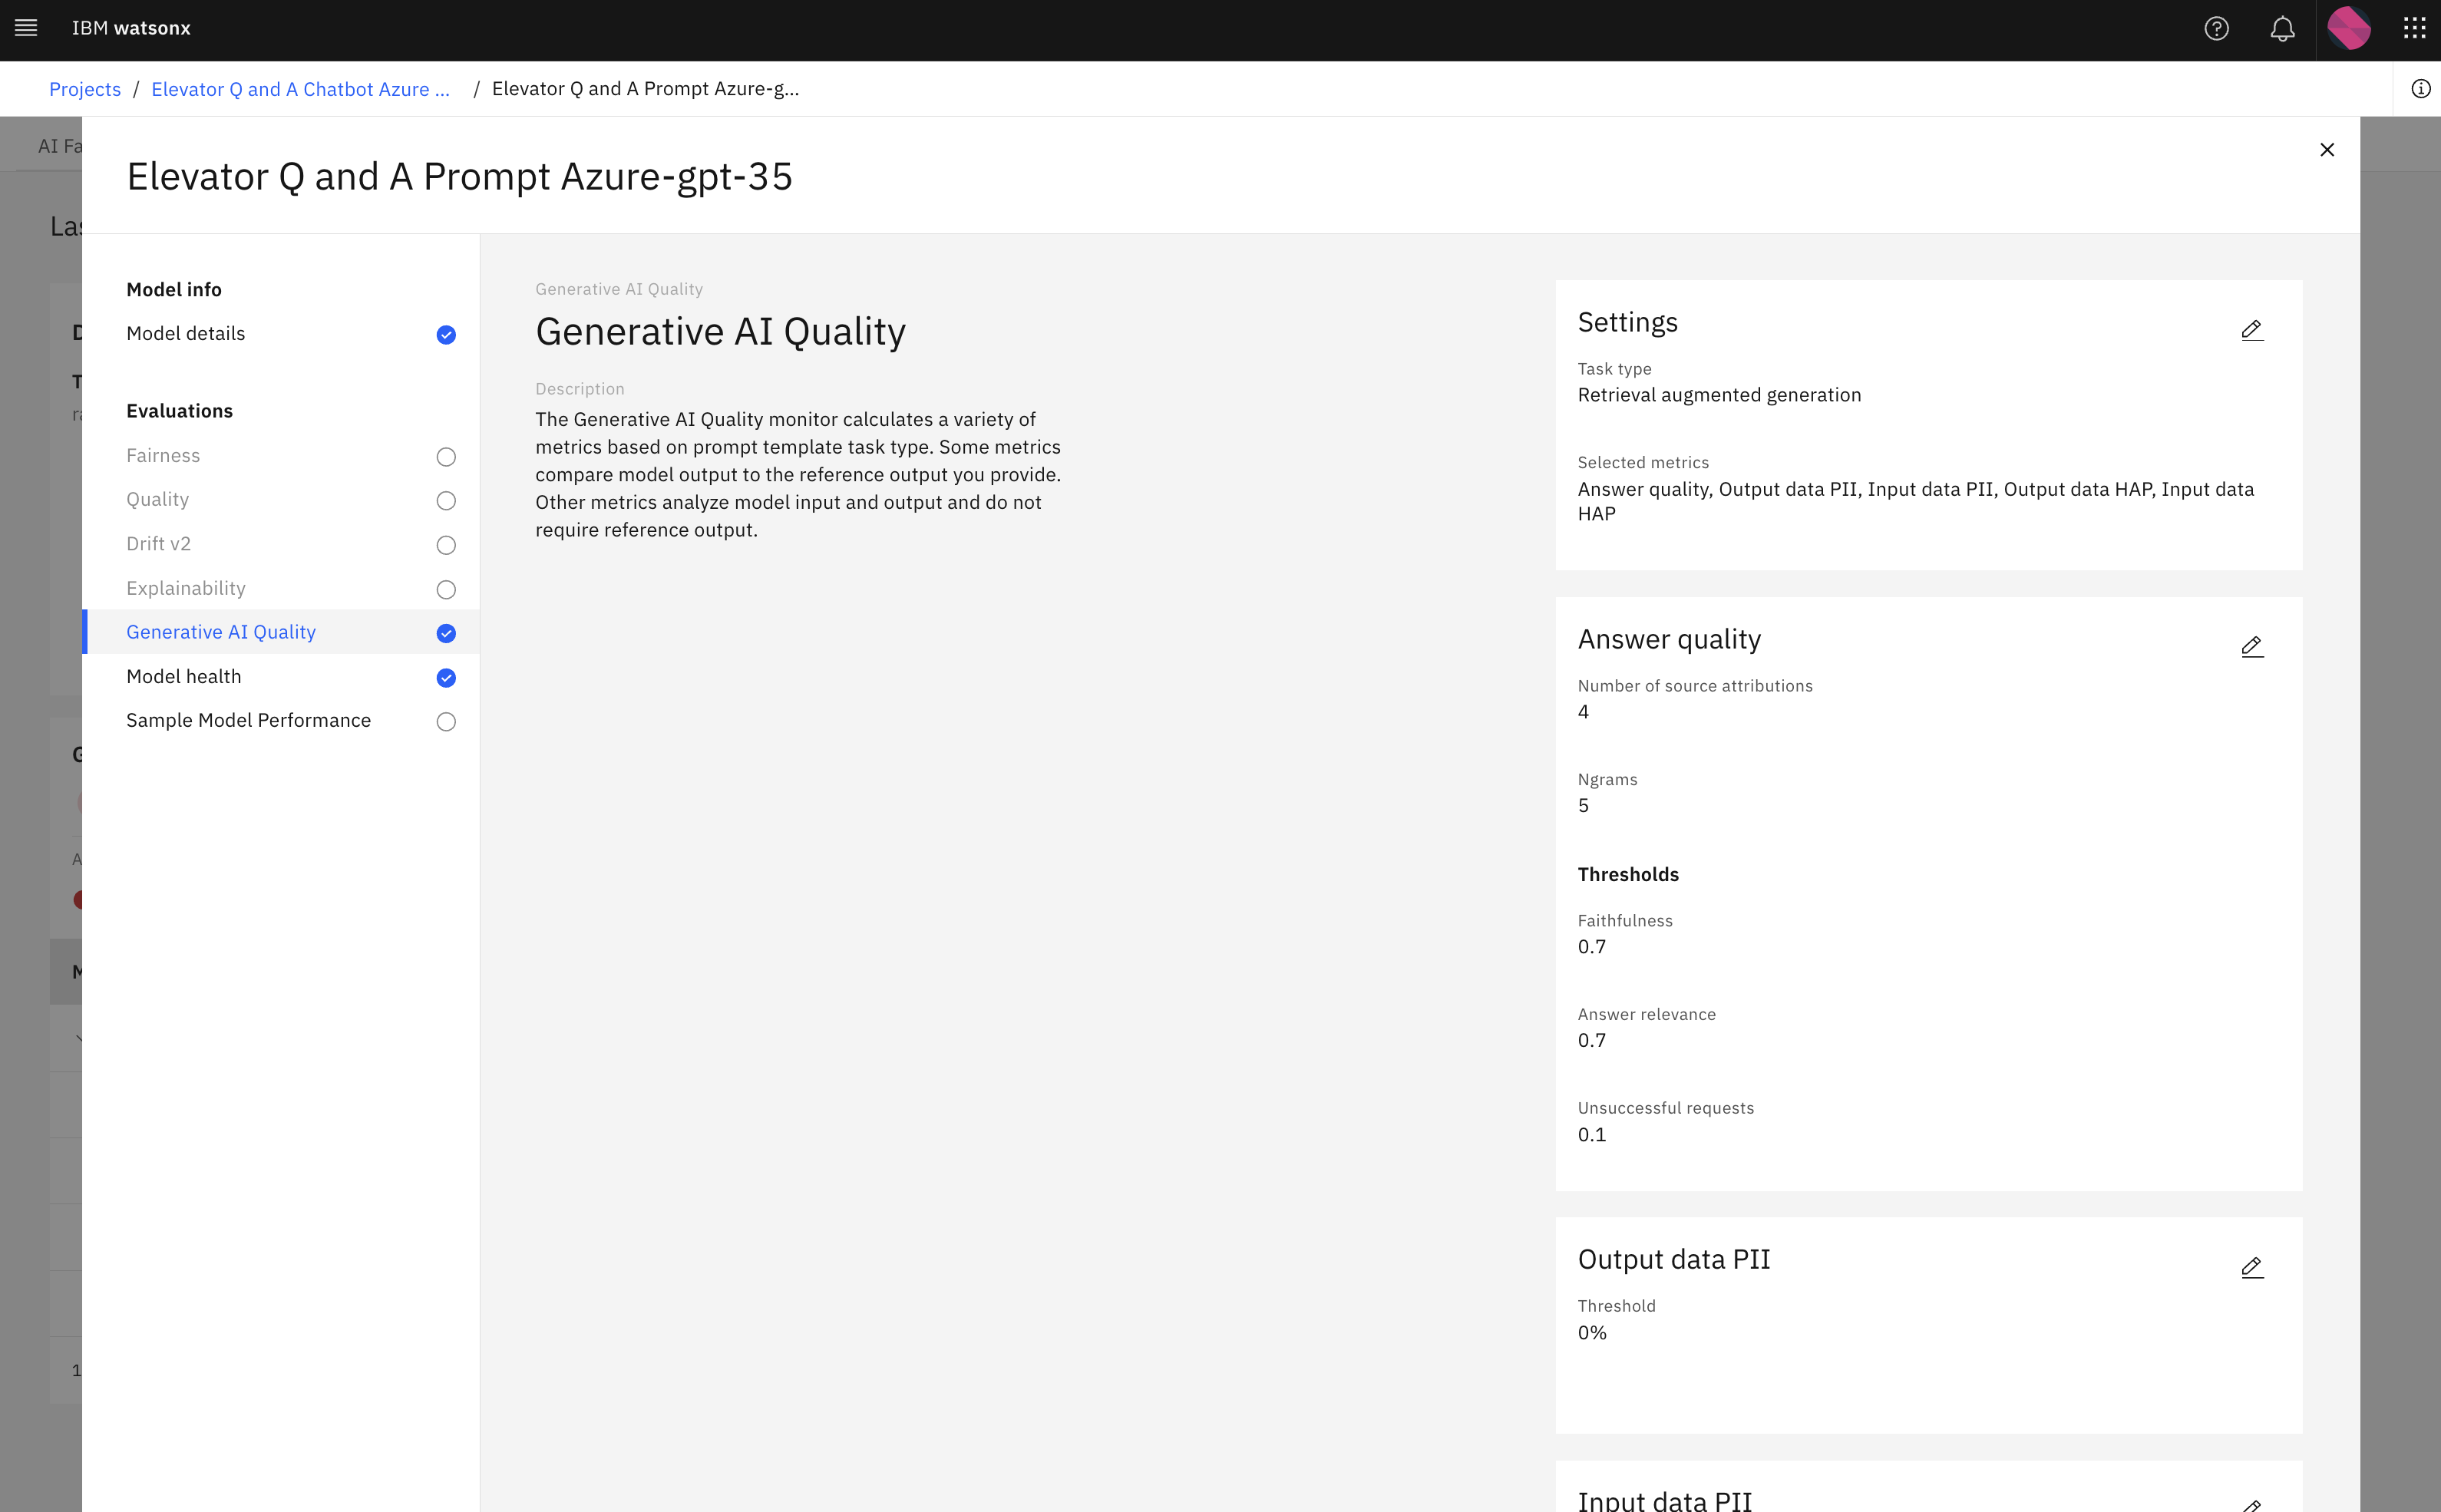 IBM watsonx
Projects / Elevator Q and A Chatbot Azure ... / Elevator Q and A Prompt Azure-g...
AI Fa
Elevator Q and A Prompt Azure-gpt-35
Las
Model info
Model details
Evaluations
Fairness
Quality
Drift v2
Explainability
Generative AI Quality
Model health
Sample Model Performance
Generative AI Quality
Generative AI Quality
Description
The Generative AI Quality monitor calculates a variety of
metrics based on prompt template task type. Some metrics
compare model output to the reference output you provide.
Other metrics analyze model input and output and do not
require reference output.
Settings
Task type
Retrieval augmented generation
Selected metrics
Answer quality, Output data PII, Input data PII, Output data HAP, Input data
HAP
Answer quality
Number of source attributions
4
Ngrams
5
Thresholds
Faithfulness
0.7
Answer relevance
0.7
Unsuccessful requests
0.1
Output data PII
Threshold
0%
Input data PII